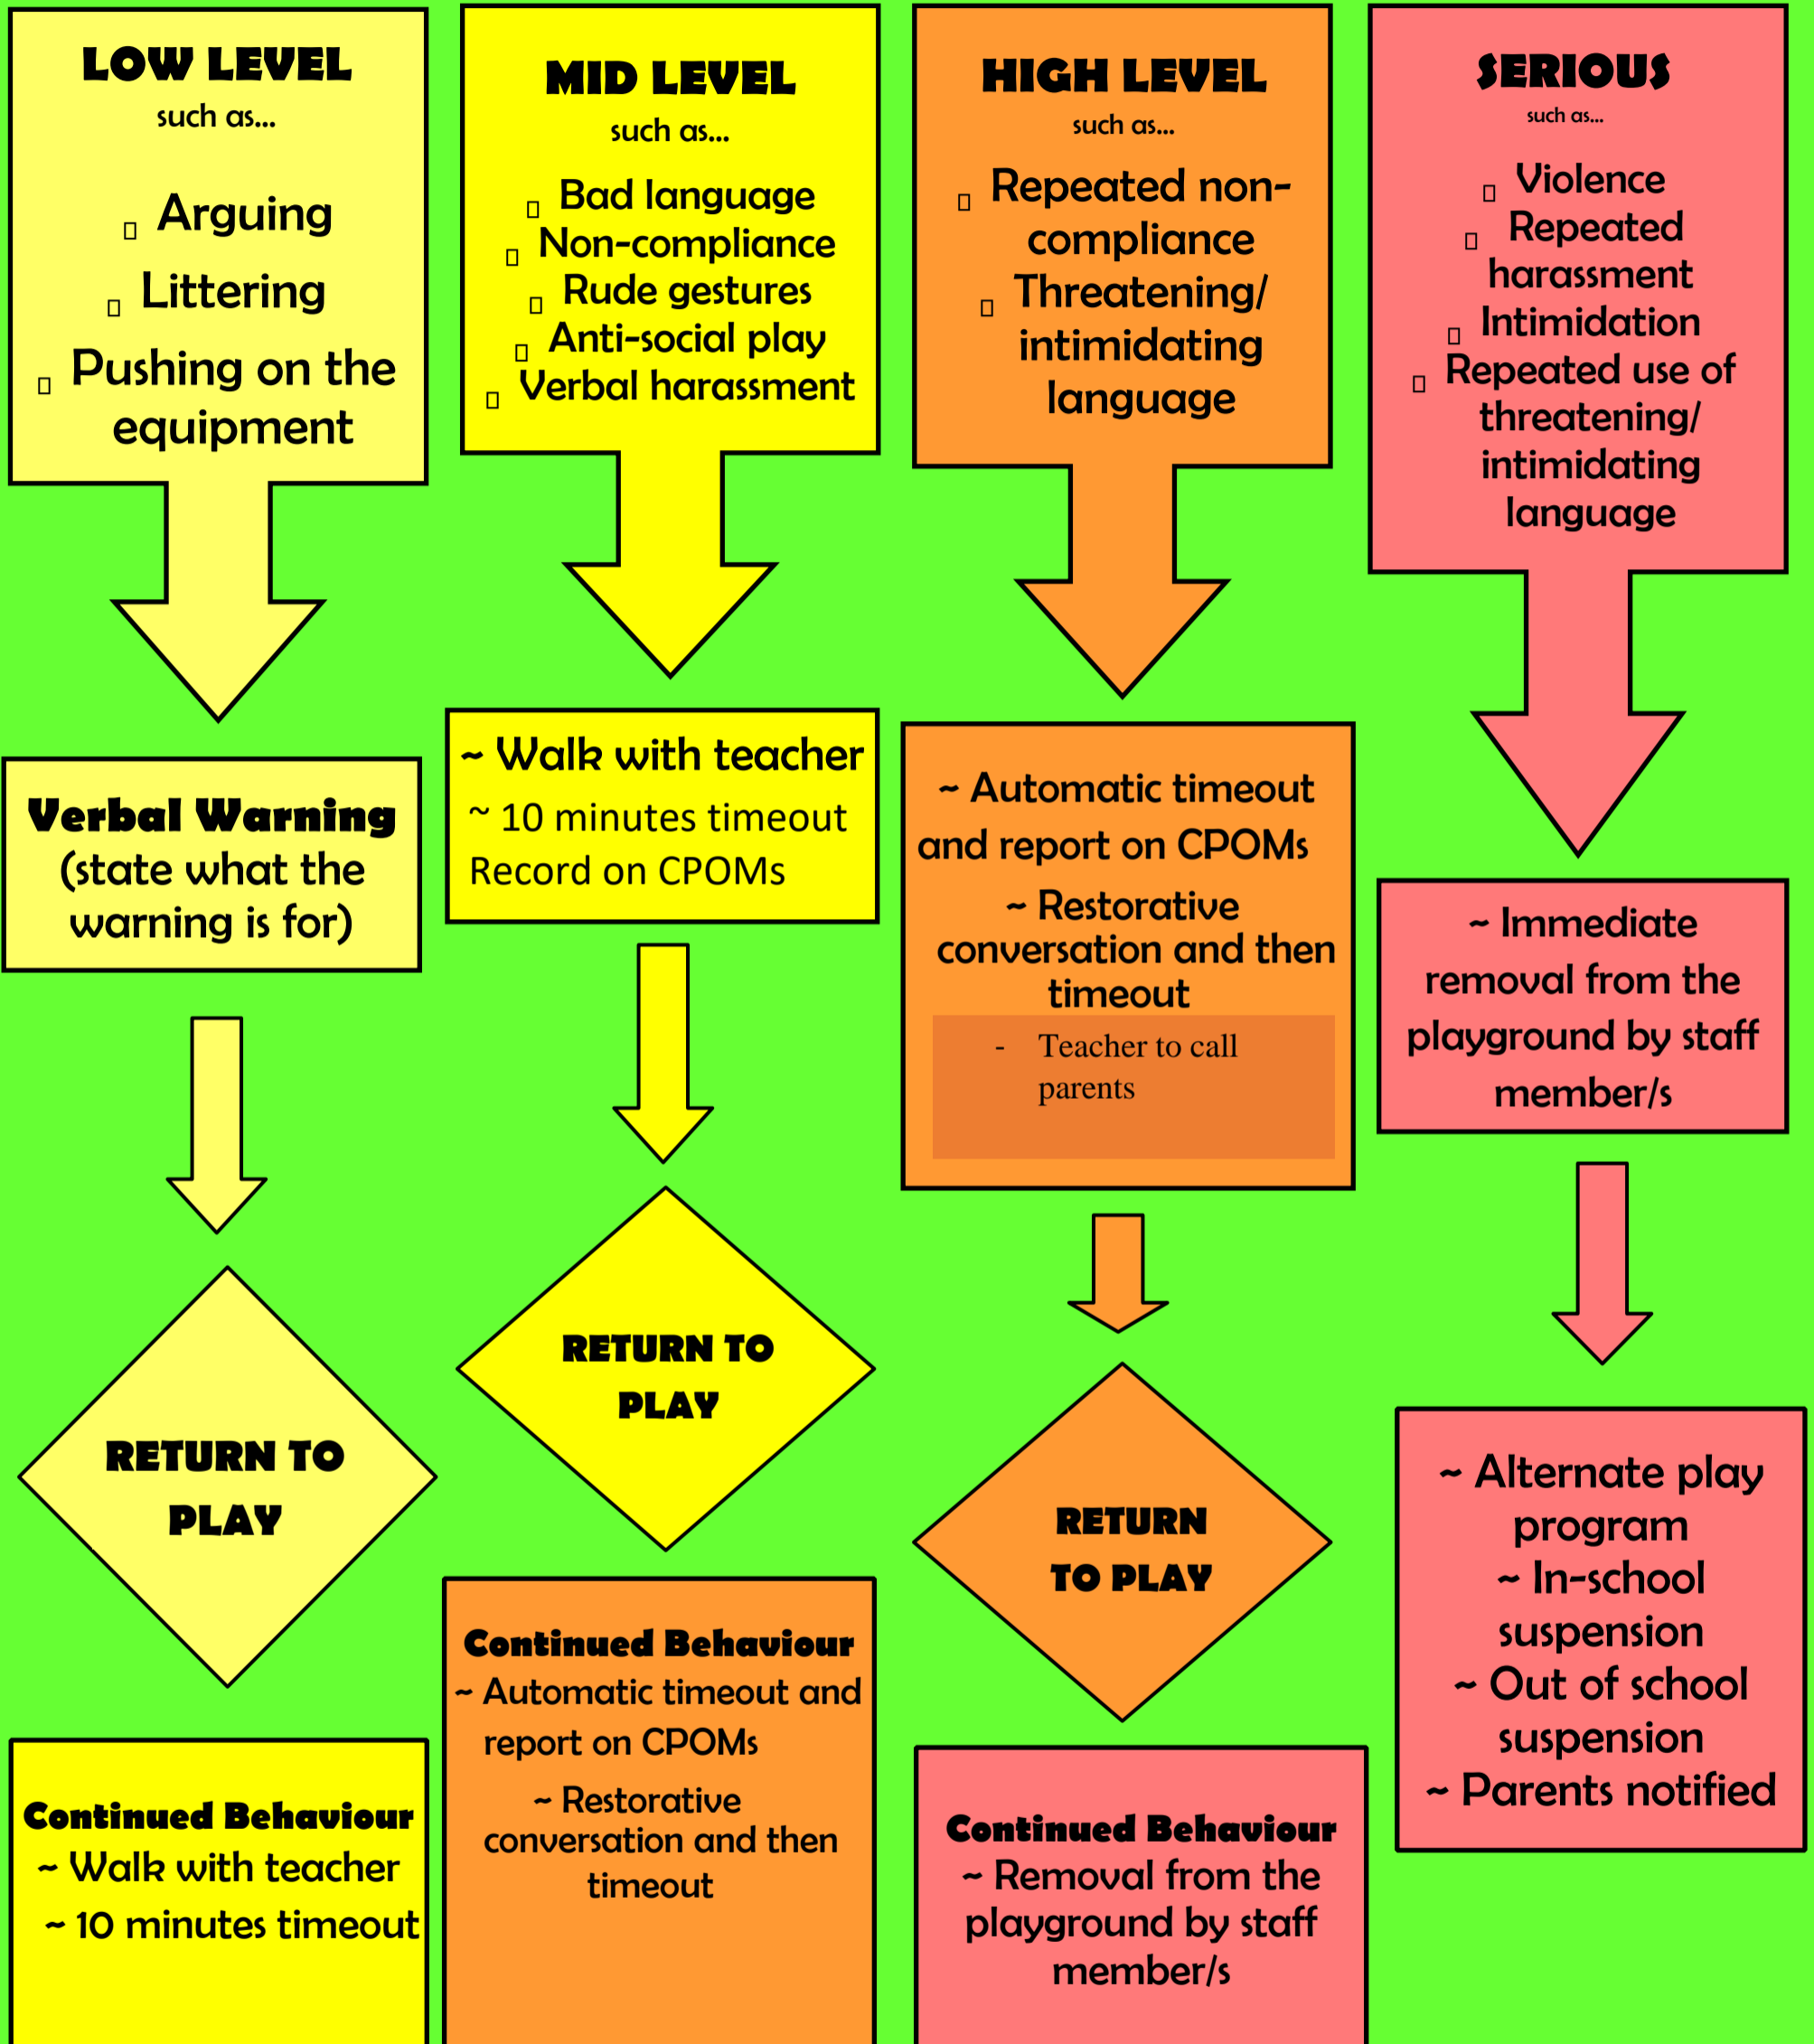 LOW LEVEL
such as...
Arguing
Littering
Pushing on the
equipment
Verbal Warning
(state what the
warning is for)
RETURN TO
PLAY
Continued Behaviour
~ Walk with teacher
~ 10 minutes timeout
MID LEVEL
such as...
Bad language
Non-compliance
Rude gestures
Anti-social play
Verbal harassment
~ Walk with teacher
~ 10 minutes timeout
Record on CPOMs
RETURN TO
PLAY
Continued Behaviour
~ Automatic timeout and
report on CPOMs
~ Restorative
conversation and then
timeout
HIGH LEVEL
such as...
Repeated non-
compliance
Threatening/
intimidating
language
~ Automatic timeout
and report on CPOMs
~ Restorative
conversation and then
timeout
- Teacher to call
parents
RETURN
TO PLAY
Continued Behaviour
~ Removal from the
playground by staff
member/s
SERIOUS
such as...
Violence
Repeated
harassment
Intimidation
Repeated use of
threatening/
intimidating
language
~ Immediate
removal from the
playground by staff
member/s
~ Alternate play
program
~ In-school
suspension
~ Out of school
suspension
~ Parents notified